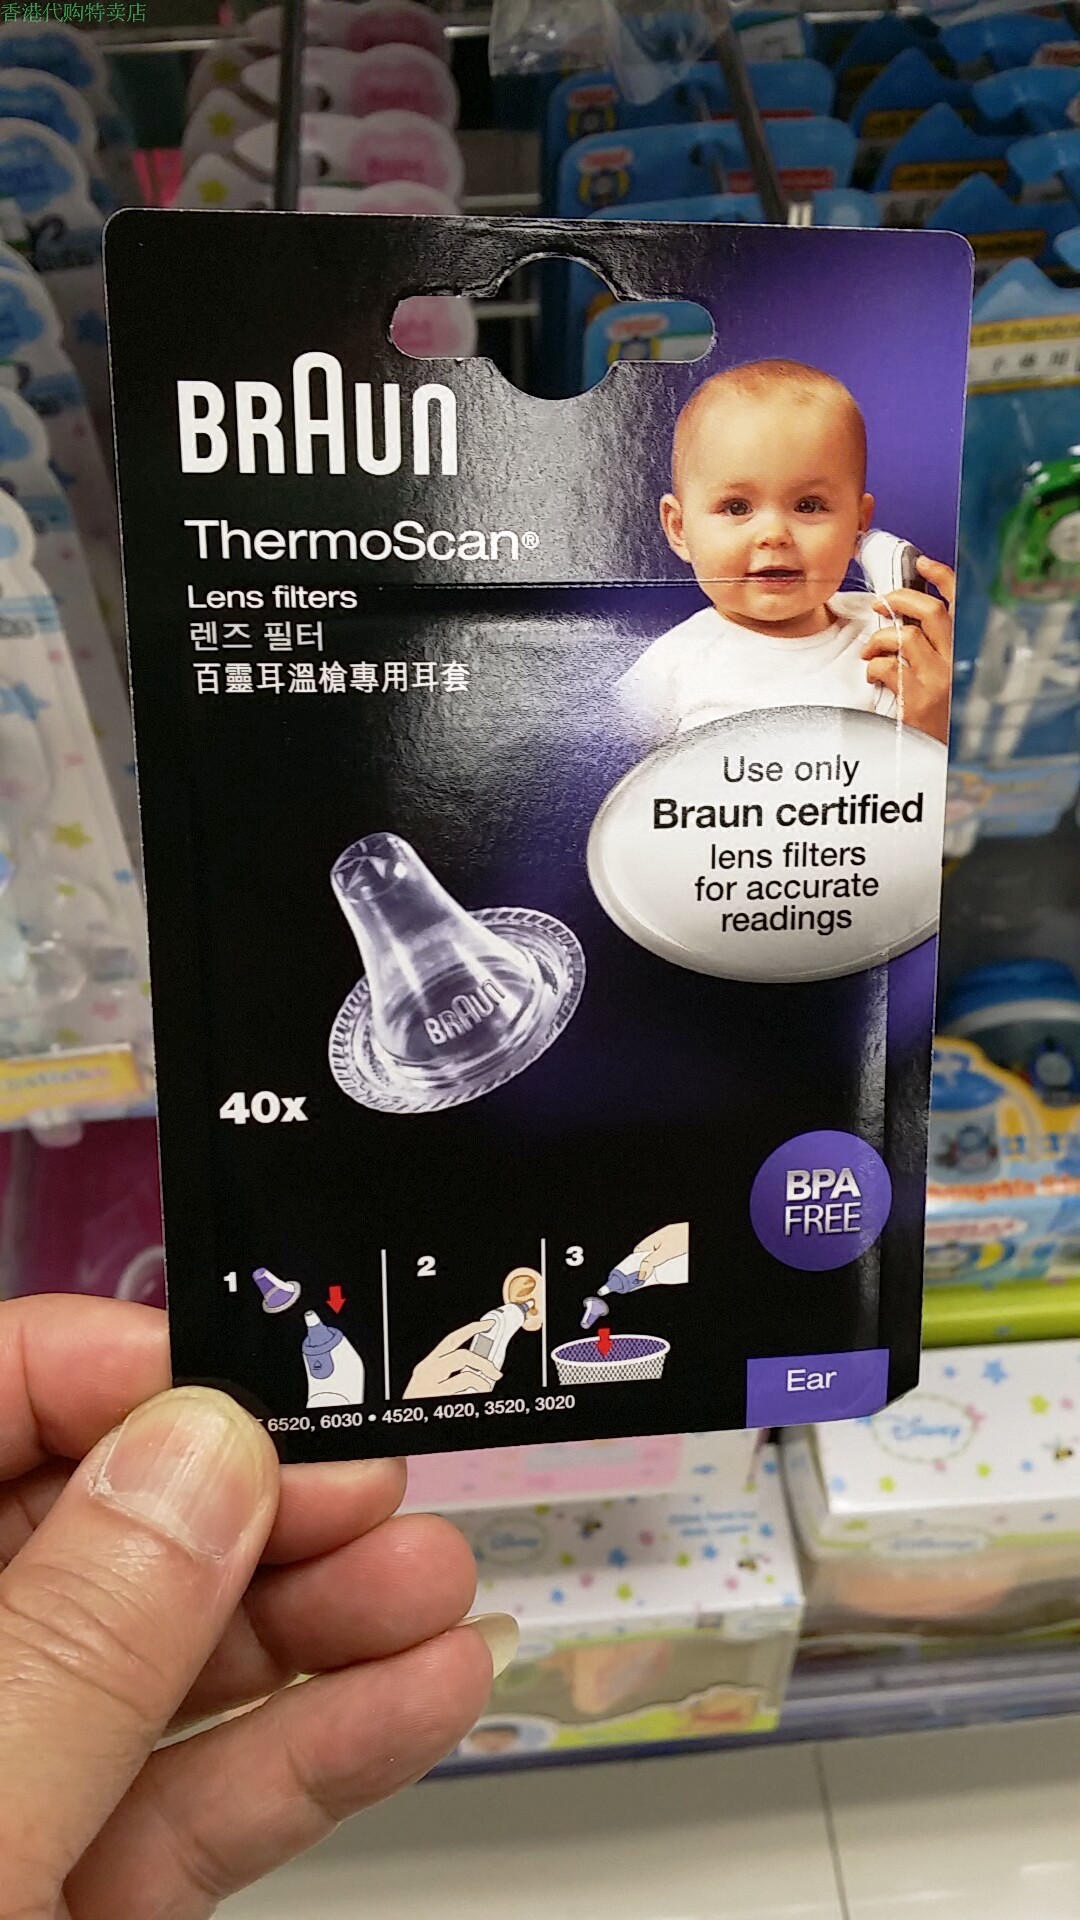 香港代购特卖店
BRAUN
ThermoScan®
Lens filters
렌즈 필터
百靈耳溫槍專用耳套
Use only
Braun certified
lens filters
for accurate
readings
BRAUN
40x
BPA
FREE
1
2
3
Ear
6520, 6030 • 4520, 4020, 3520, 3020
Disney